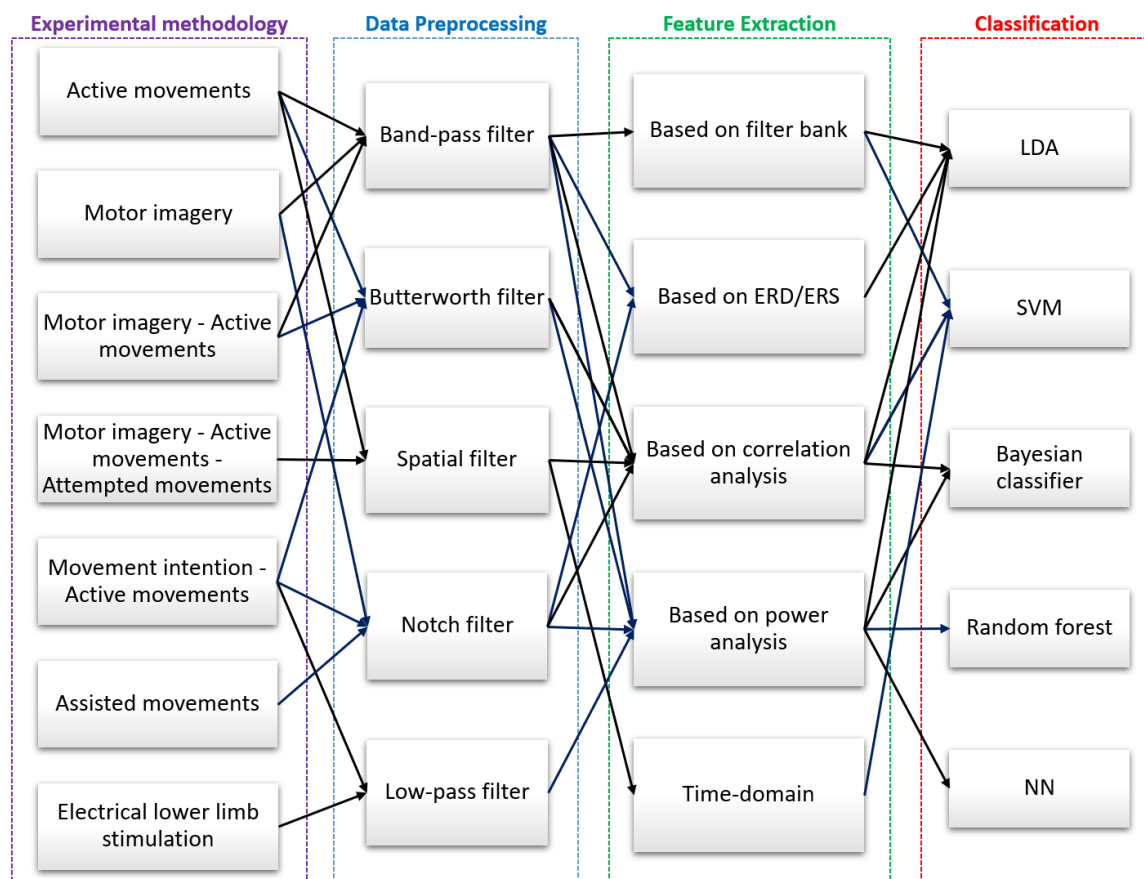 Experimental methodology
Active movements
Motor imagery
Motor imagery - Active
movements
Motor imagery - Active
movements -
Attempted movements
Movement intention -
Active movements
Assisted movements
Electrical lower limb
stimulation
Data Preprocessing
Band-pass filter
Butterworth filter
Spatial filter
Notch filter
Low-pass filter
Feature Extraction
Based on filter bank
Based on ERD/ERS
Based on correlation
analysis
Based on power
analysis
Time-domain
Classification
LDA
SVM
Bayesian
classifier
Random forest
NN